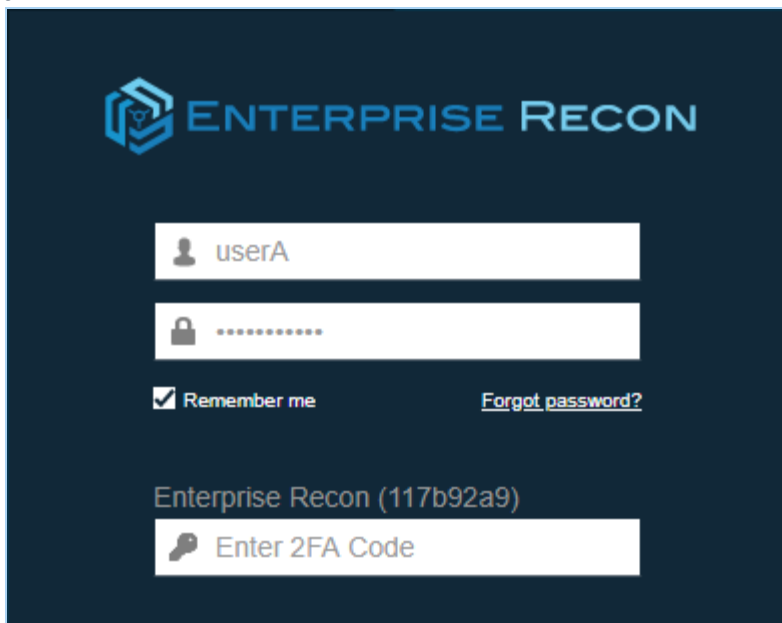 ENTERPRISE RECON
userA
•••••••••••
Remember me Forgot password?
Enterprise Recon (117b92a9)
Enter 2FA Code